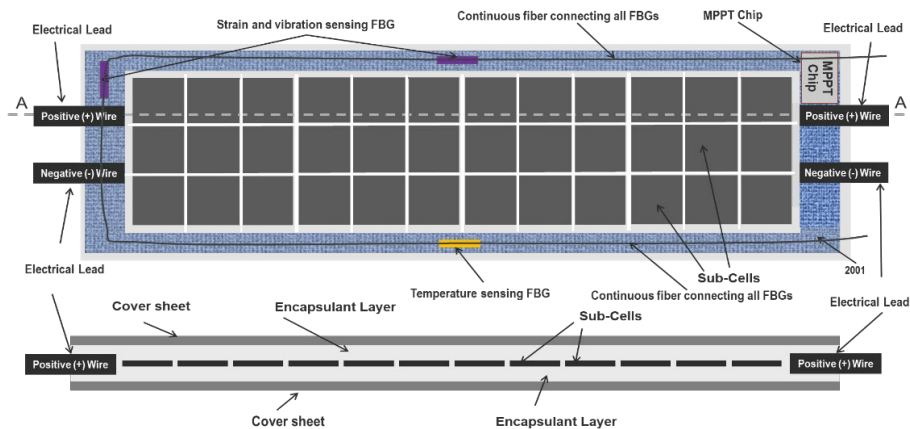 Strain and vibration sensing FBG
Continuous fiber connecting all FBGs
MPPT Chip
Electrical Lead
Electrical Lead
MPPT
Chip
A
A
Positive (+) Wire
Positive (+) Wire
Negative (-) Wire
Negative (-) Wire
Electrical Lead
Temperature sensing FBG
Sub-Cells
Continuous fiber connecting all FBGs
2001
Electrical Lead
Cover sheet
Encapsulant Layer
Sub-Cells
Positive (+) Wire
Positive (+) Wire
Cover sheet
Encapsulant Layer